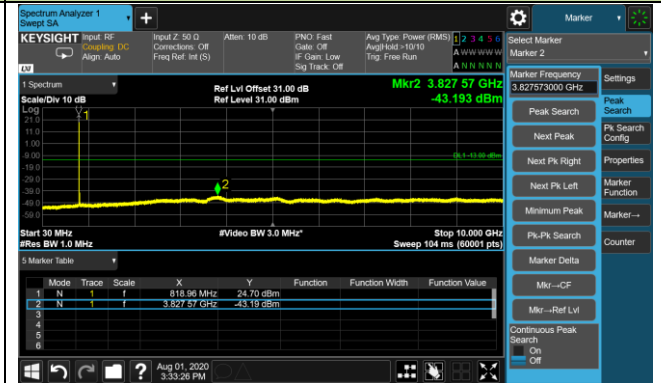 Spectrum Analyzer 1
Swept SA
+
Marker
KEYSIGHT
Input: RF
Coupling: DC
Align: Auto
Input Z: 50 Ω
Corrections: Off
Freq Ref: Int (S)
Atten: 10 dB
PNO: Fast
Gate: Off
IF Gain: Low
Sig Track: Off
Avg Type: Power (RMS)
Avg|Hold >10/10
Trig: Free Run
1 2 3 4 5 6
A W W W W W
A N N N N N
LXI
1 Spectrum
Scale/Div 10 dB
Ref Lvl Offset 31.00 dB
Ref Level 31.00 dBm
Mkr2 3.827 57 GHz
-43.193 dBm
Log
21.0
11.0
1.00
-9.00
-19.0
-29.0
-39.0
-49.0
-59.0
1
2
DL1 -13.00 dBm
Start 30 MHz
#Res BW 1.0 MHz
#Video BW 3.0 MHz*
Stop 10.000 GHz
Sweep 104 ms (60001 pts)
5 Marker Table
Mode Trace Scale X Y Function Function Width Function Value
1 N 1 f 818.96 MHz 24.70 dBm
2 N 1 f 3.827 57 GHz -43.19 dBm
3
4
5
6
Aug 01, 2020
3:33:26 PM
Select Marker
Marker 2
Marker Frequency
3.827573000 GHz
Peak Search
Next Peak
Next Pk Right
Next Pk Left
Minimum Peak
Pk-Pk Search
Marker Delta
Mkr→CF
Mkr→Ref Lvl
Continuous Peak
Search
On
Off
Settings
Peak
Search
Pk Search
Config
Properties
Marker
Function
Marker→
Counter